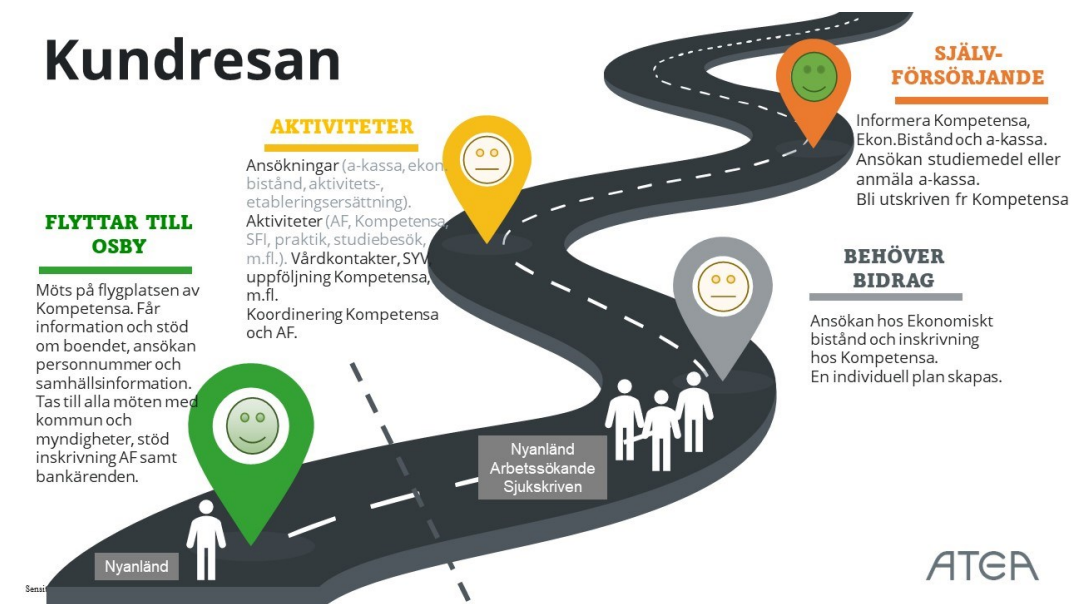 Kundresan
FLYTTAR TILL
OSBY
Möts på flygplatsen av
Kompetensa. Får
information och stöd
om boendet, ansökan
personnummer och
samhällsinformation.
Tas till alla möten med
kommun och
myndigheter, stöd
inskrivning AF samt
bankärenden.
Nyanländ
AKTIVITETER
Ansökningar (a-kassa, ekon.
bistånd, aktivitets-,
etableringsersättning).
Aktiviteter (AF, Kompetensa,
SFI, praktik, studiebesök,
m.fl.). Vårdkontakter, SYV,
uppföljning Kompetensa,
m.fl.
Koordinering Kompetensa
och AF.
Nyanländ
Arbetssökande
Sjukskriven
BEHÖVER
BIDRAG
Ansökan hos Ekonomiskt
bistånd och inskrivning
hos Kompetensa.
En individuell plan skapas.
SJÄLV-
FÖRSÖRJANDE
Informera Kompetensa,
Ekon.Bistånd och a-kassa.
Ansökan studiemedel eller
anmäla a-kassa.
Bli utskriven fr Kompetensa
ATEA
Sensi